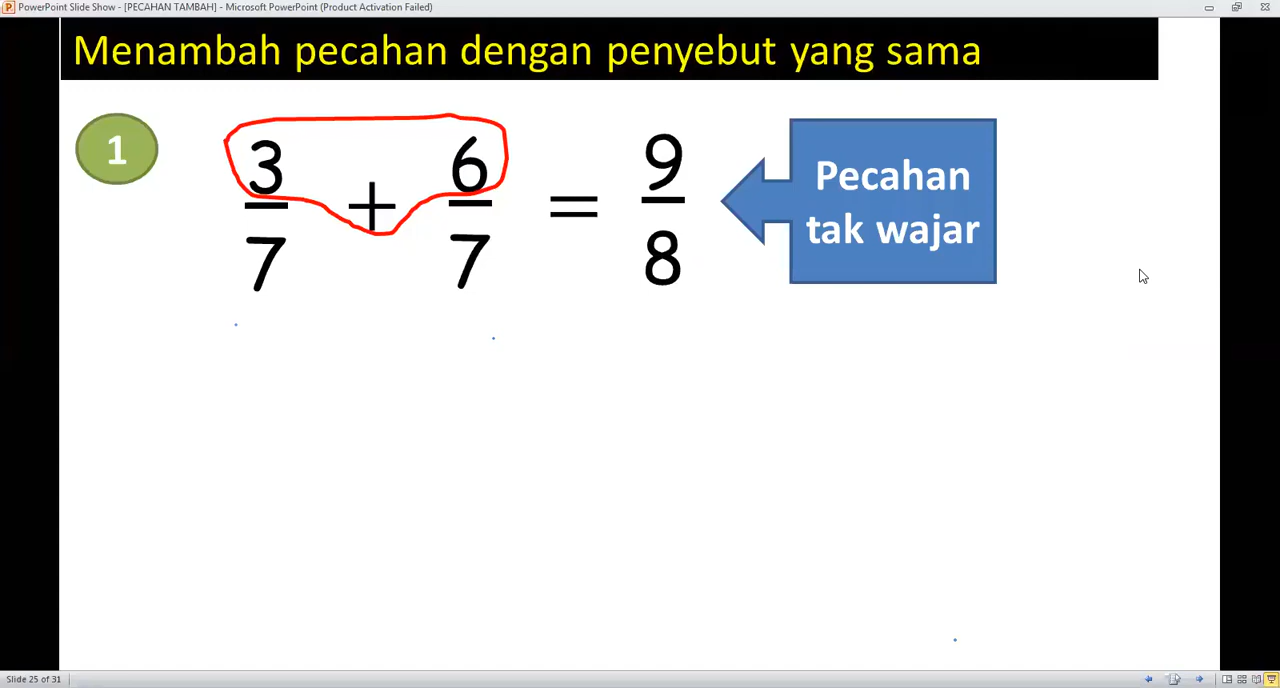 PowerPoint Slide Show - [PECAHAN TAMBAH] - Microsoft PowerPoint (Product Activation Failed)
Menambah pecahan dengan penyebut yang sama
1
3/7 + 6/7 = 9/8
Pecahan
tak wajar
Slide 25 of 31